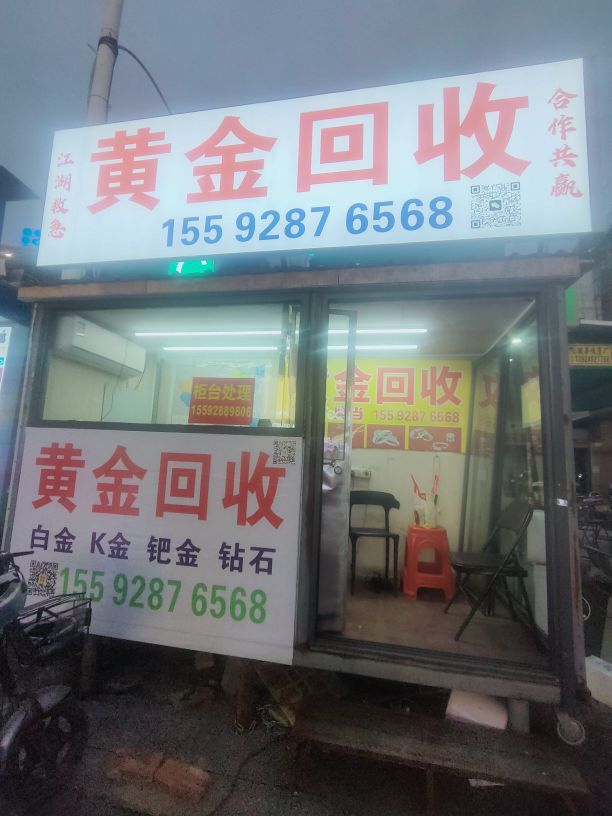 江湖救急
黄金回收
合作共赢
155 9287 6568
柜台处理
15592889806
金回收
155 9287 6568
黄金回收
白金 K金 钯金 钻石
155 9287 6568